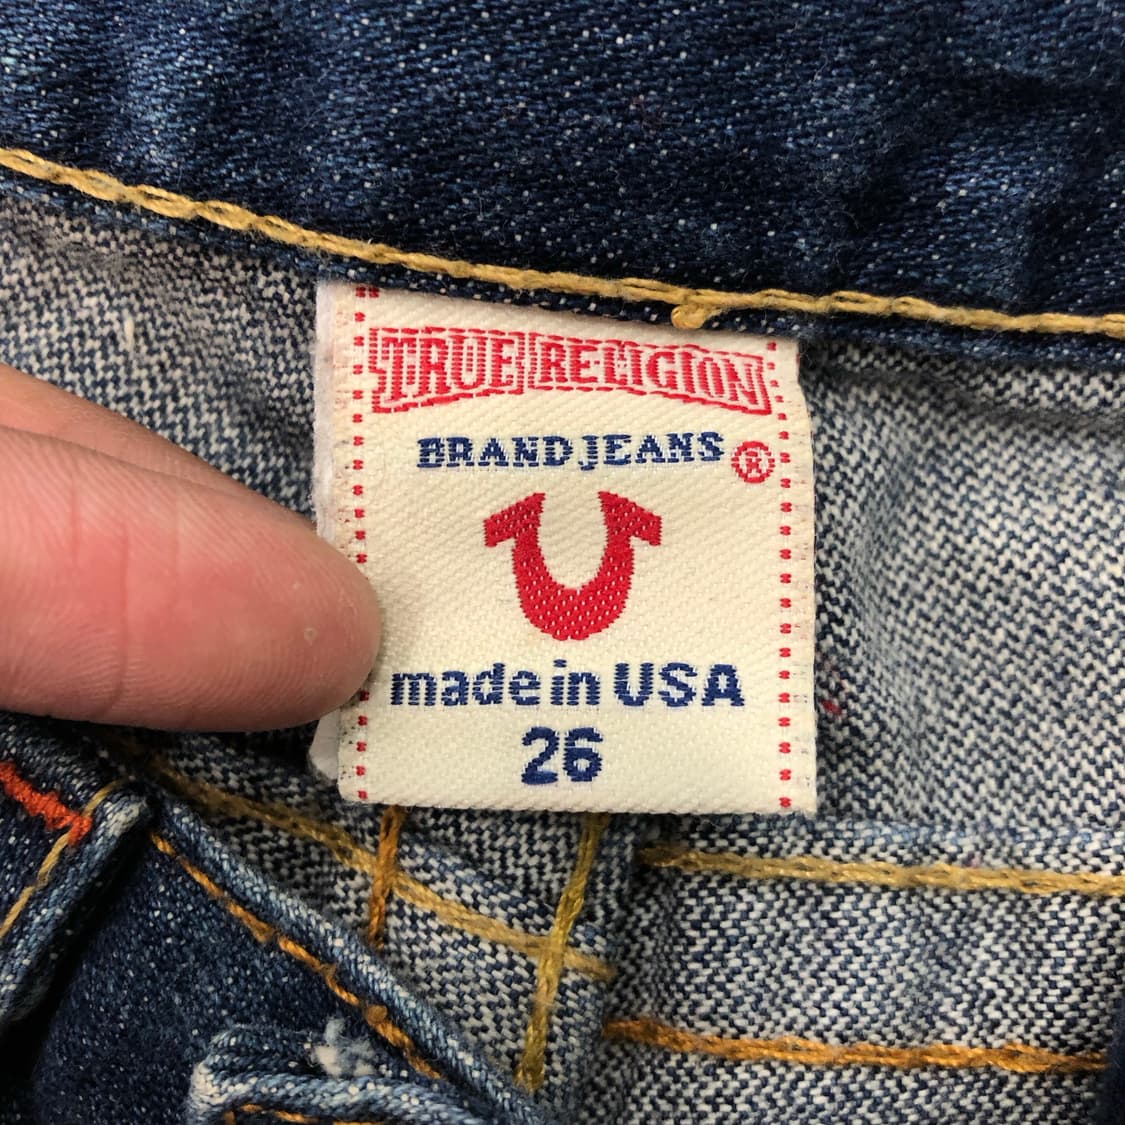 TRUE RELIGION
BRAND JEANS ®
made in USA
26